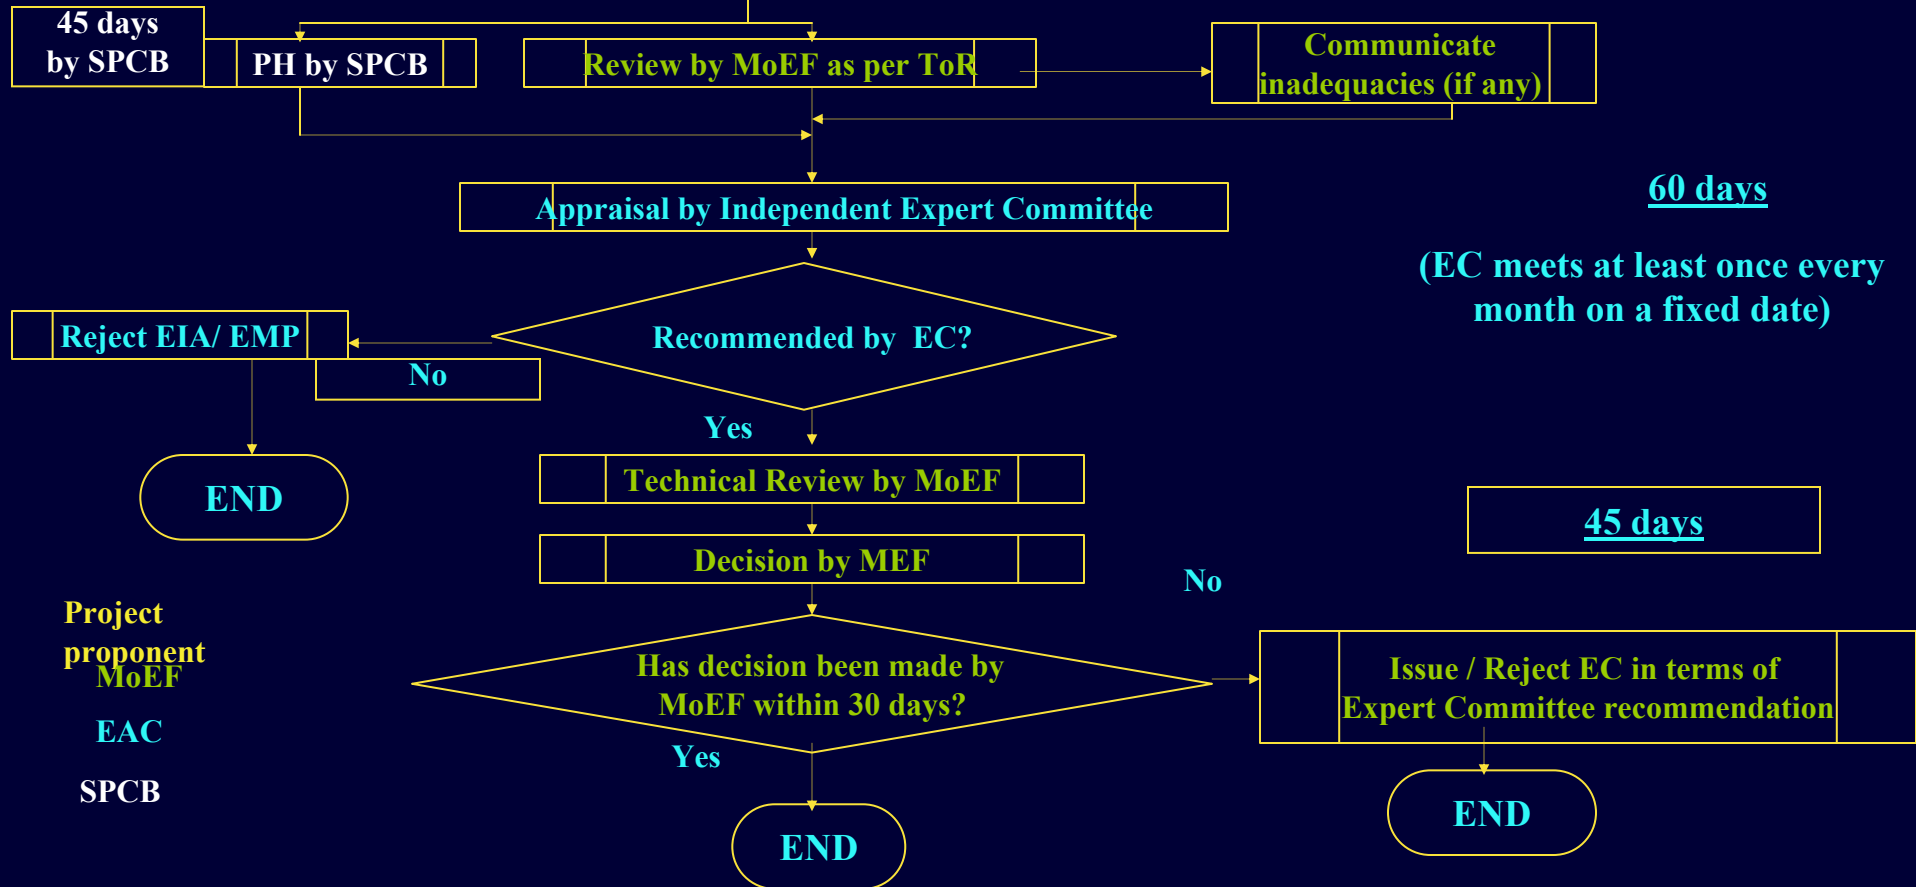 45 days
by SPCB
PH by SPCB
Review by MoEF as per ToR
Communicate
inadequacies (if any)
Appraisal by Independent Expert Committee
60 days
(EC meets at least once every
month on a fixed date)
Reject EIA/ EMP
Recommended by  EC?
No
Yes
END
Technical Review by MoEF
45 days
Decision by MEF
No
Project
proponent
MoEF
EAC
SPCB
Has decision been made by
MoEF within 30 days?
Issue / Reject EC in terms of
Expert Committee recommendation
Yes
END
END